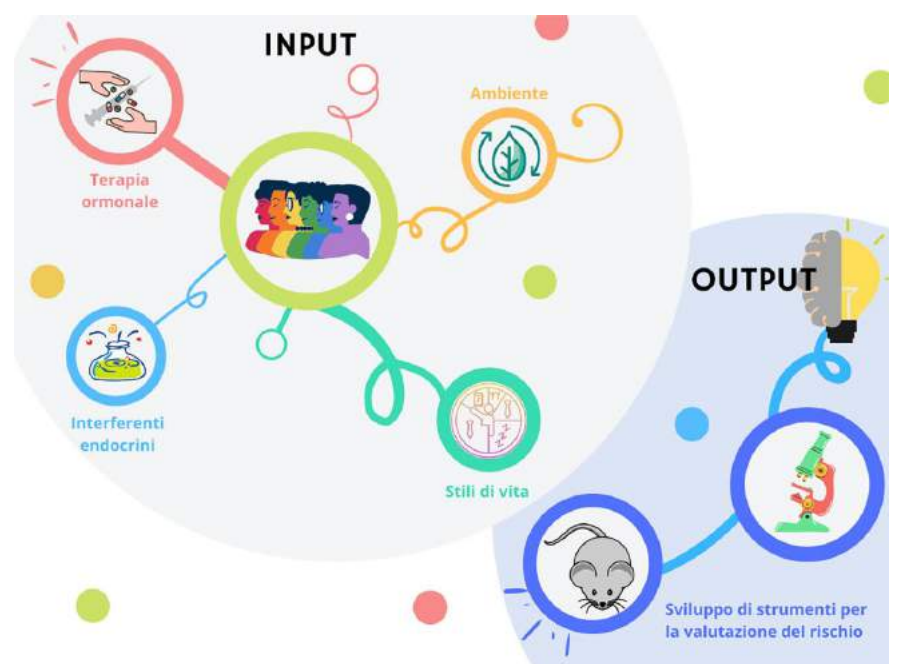 INPUT
Ambiente
Terapia
ormonale
OUTPUT
Interferenti
endocrini
Stili di vita
Sviluppo di strumenti per
la valutazione del rischio